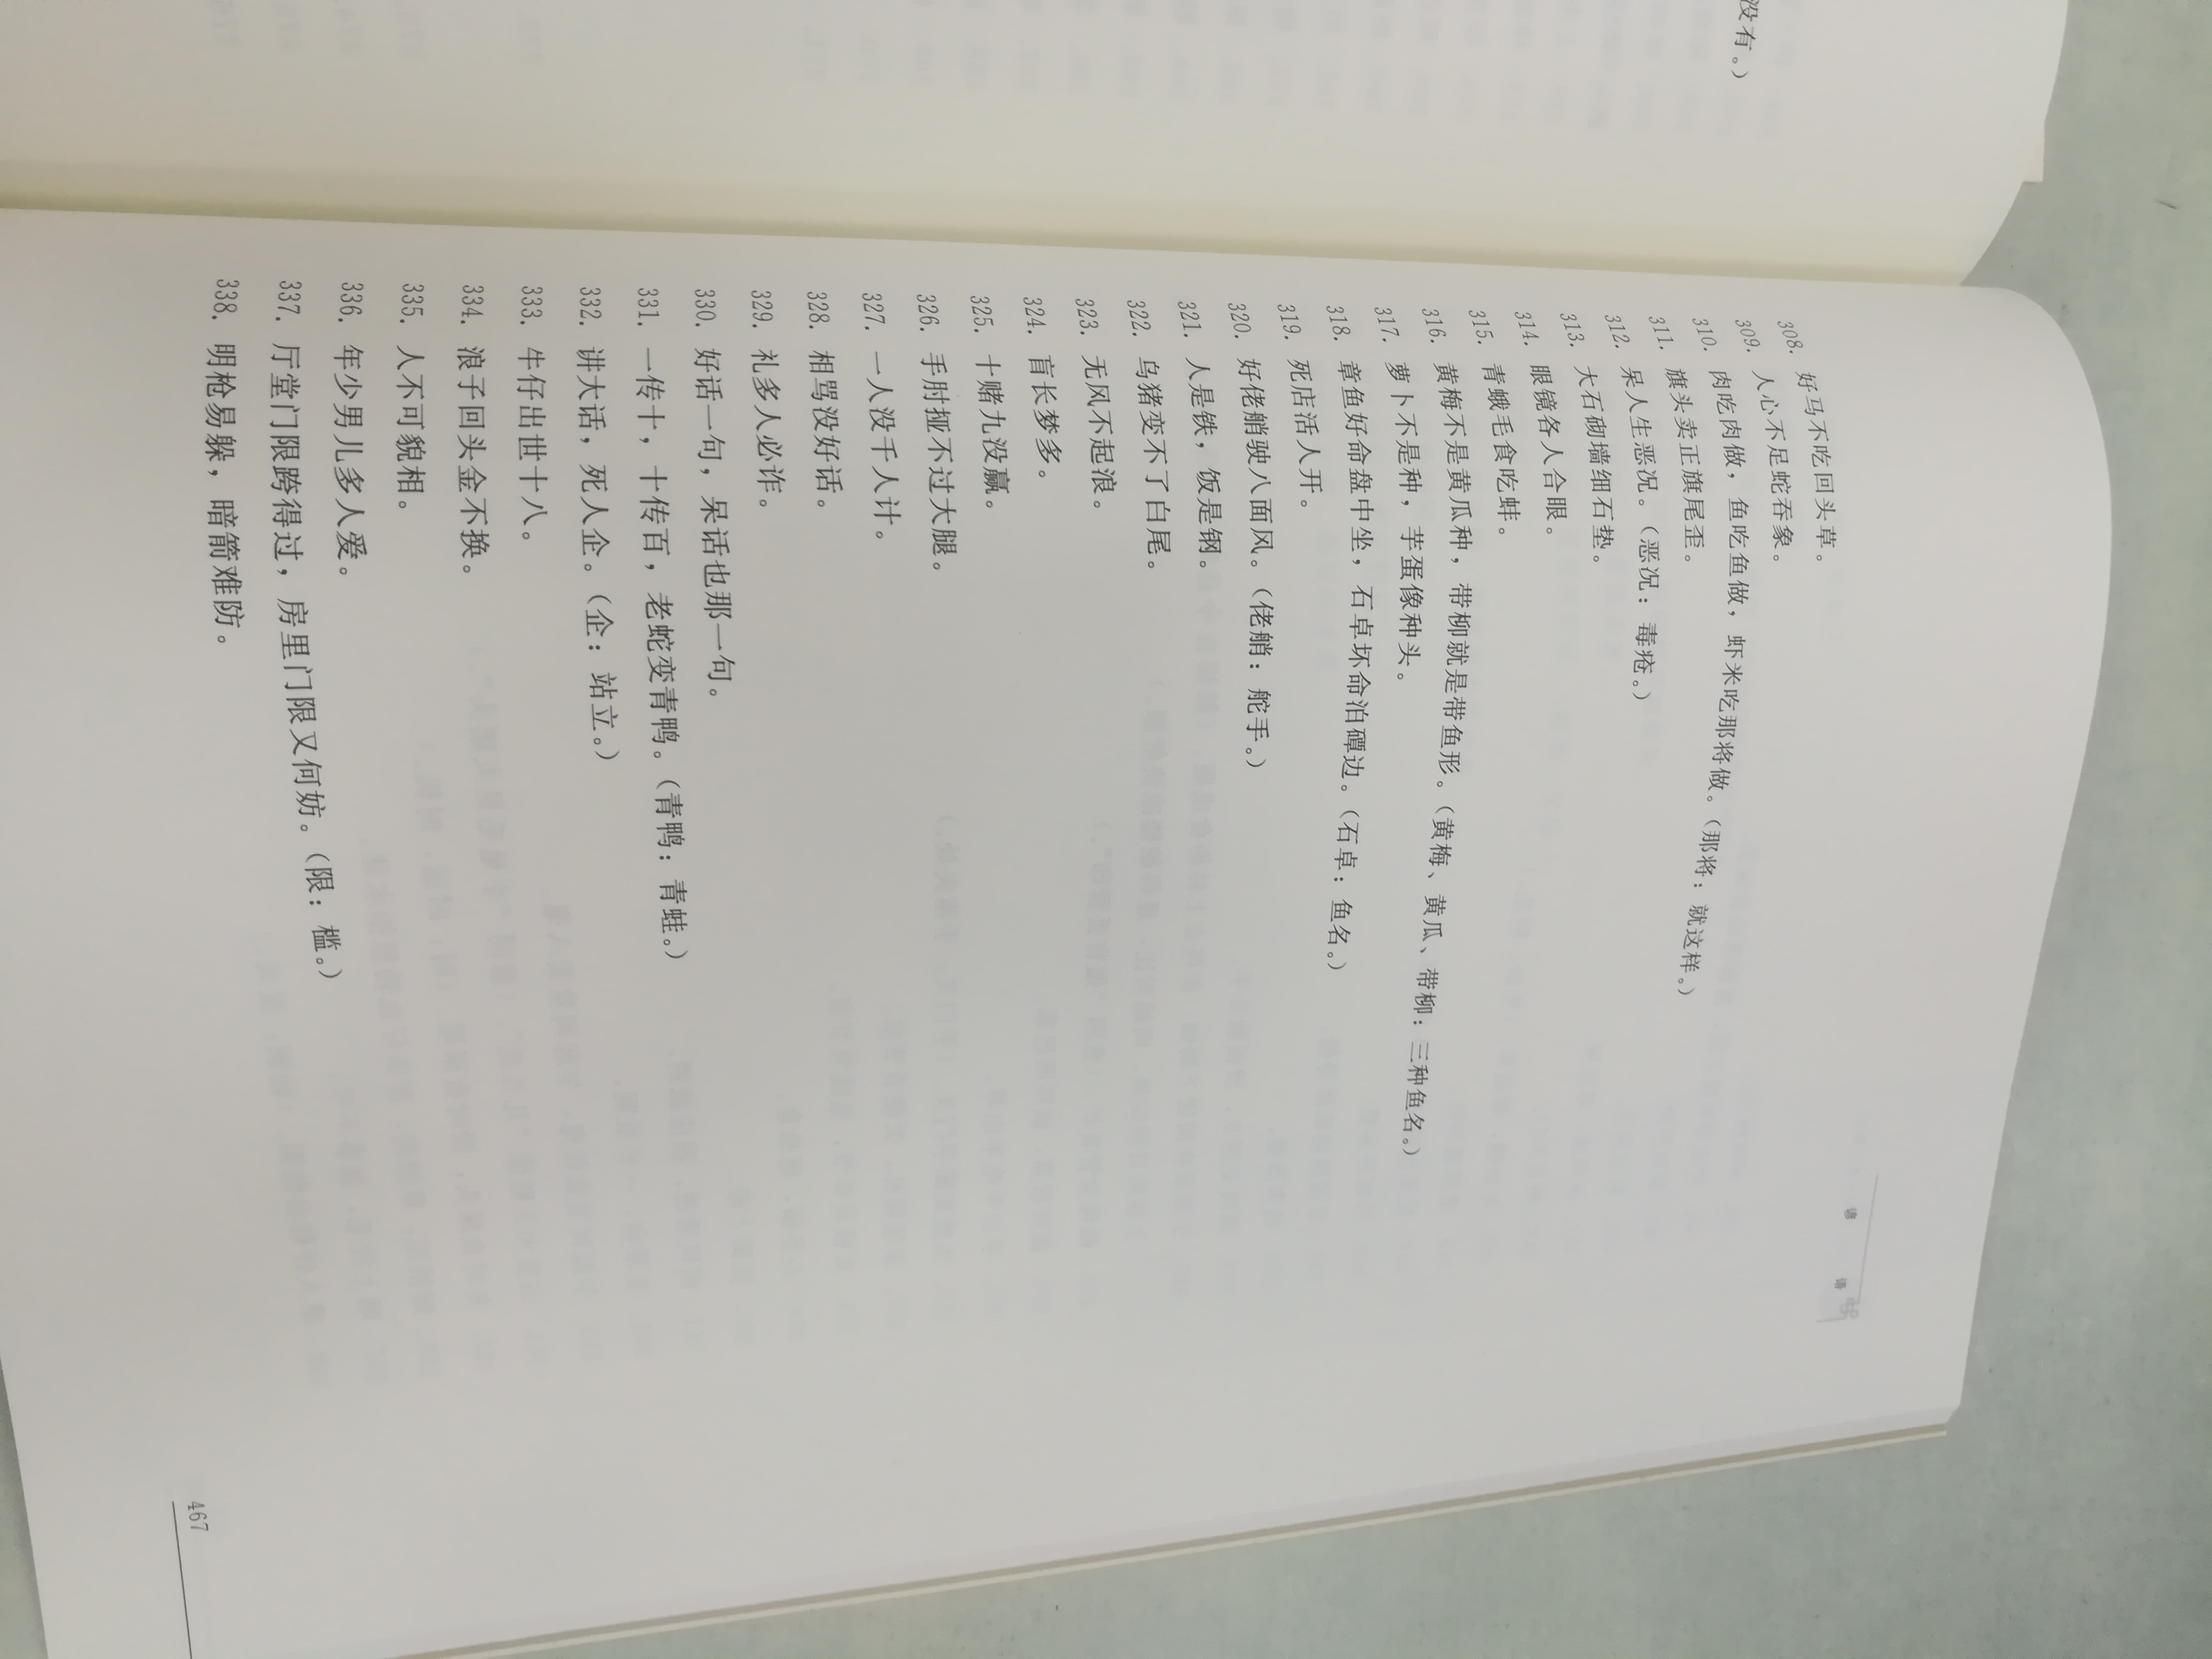 没有。）
谚 语
308. 好马不吃回头草。
309. 人心不足蛇吞象。
310. 肉吃肉做，鱼吃鱼做，虾米吃那将做。（那将：就这样。）
311. 旗头卖正旗尾歪。
312. 呆人生恶况。（恶况：毒疮。）
313. 大石砌墙细石垫。
314. 眼镜各人合眼。
315. 青蛾毛食吃蚌。
316. 黄梅不是黄瓜种，带柳就是带鱼形。（黄梅、黄瓜、带柳：三种鱼名。）
317. 萝卜不是种，芋蛋像种头。
318. 章鱼好命盘中坐，石卓坏命泊礌边。（石卓：鱼名。）
319. 死店活人开。
320. 好佬艄驶八面风。（佬艄：舵手。）
321. 人是铁，饭是钢。
322. 乌猪变不了白尾。
323. 无风不起浪。
324. 盲长梦多。
325. 十赌九没赢。
326. 手肘挜不过大腿。
327. 一人没千人计。
328. 相骂没好话。
329. 礼多人必诈。
330. 好话一句，呆话也那一句。
331. 一传十，十传百，老蛇变青鸭。（青鸭：青蛙。）
332. 讲大话，死人企。（企：站立。）
333. 牛仔出世十八。
334. 浪子回头金不换。
335. 人不可貌相。
336. 年少男儿多人爱。
337. 厅堂门限跨得过，房里门限又何妨。（限：槛。）
338. 明枪易躲，暗箭难防。
467